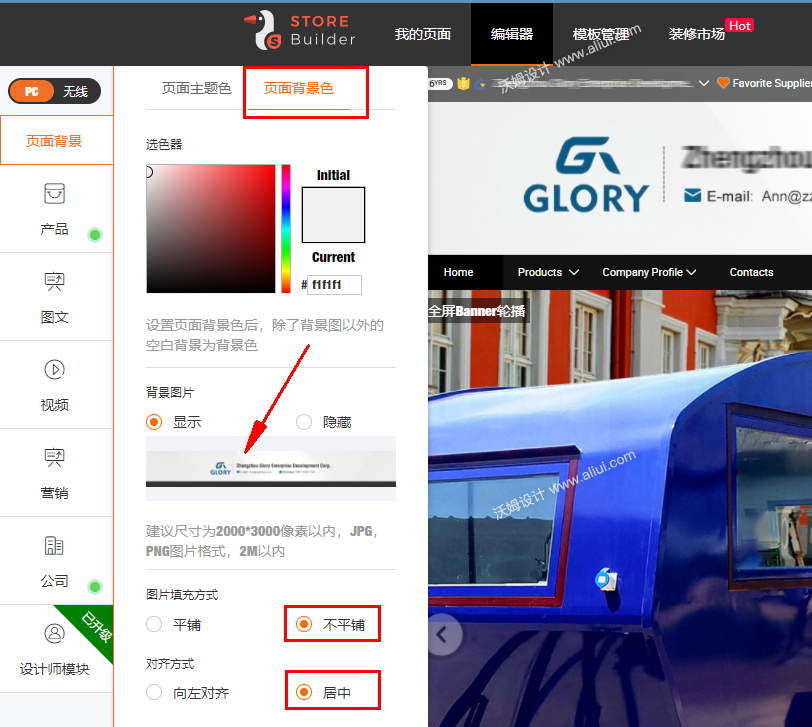 STORE
Builder
我的页面
编辑器
模板管理
装修市场
Hot
沃姆设计 www.aliui.com
PC
无线
页面背景
产品
图文
视频
营销
公司
已升级
设计师模块
页面主题色
页面背景色
选色器
Initial
Current
# f1f1f1
设置页面背景色后，除了背景图以外的
空白背景为背景色
背景图片
显示
隐藏
GLORY
Zhengzhou Glory Enterprise Development Corp.
建议尺寸为2000*3000像素以内，JPG，
PNG图片格式，2M以内
图片填充方式
平铺
不平铺
对齐方式
向左对齐
居中
6YRS
Favorite Supplier
GLORY
Zhengzhou
E-mail: Ann@zz
Home
Products
Company Profile
Contacts
全屏Banner轮播
沃姆设计 www.aliui.com